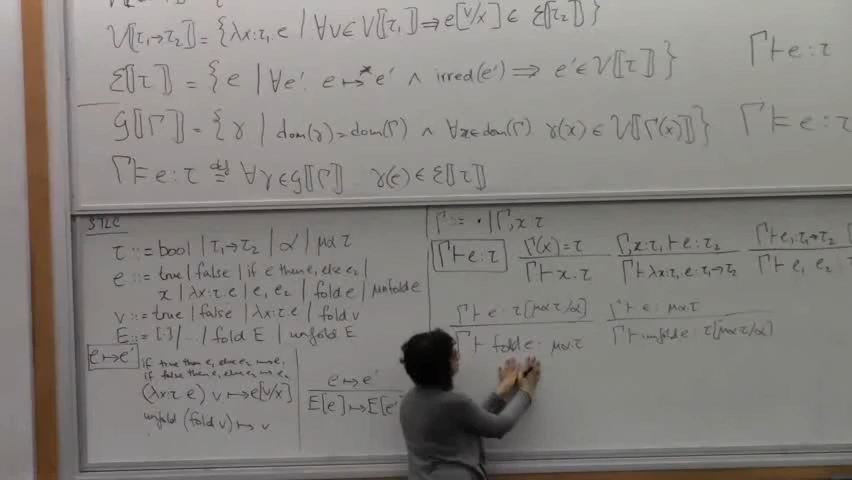 𝒱⟦τ₁→τ₂⟧ = {λx:τ₁.e | ∀v∈𝒱⟦τ₁⟧ ⇒ e[v/x] ∈ ℰ⟦τ₂⟧}
ℰ⟦τ⟧ = {e | ∀e'. e ↦* e' ∧ irred(e') ⟹ e'∈𝒱⟦τ⟧}
𝒢⟦Γ⟧ = {γ | dom(γ)=dom(Γ) ∧ ∀x∈dom(Γ). γ(x) ∈ 𝒱⟦Γ(x)⟧}
Γ ⊨ e:τ ≝ ∀γ∈𝒢⟦Γ⟧. γ(e) ∈ ℰ⟦τ⟧
Γ ⊢ e:τ
Γ ⊨ e:τ
STLC
τ ::= bool | τ₁→τ₂ | α | μα.τ
e ::= true | false | if e then e₁ else e₂ |
x | λx:τ.e | e₁ e₂ | fold e | unfold e
v ::= true | false | λx:τ.e | fold v
E ::= [·] | ... | fold E | unfold E
e ↦ e'
if true then e₁ else e₂ ↦ e₁
if false then e₁ else e₂ ↦ e₂
(λx:τ.e) v ↦ e[v/x]
unfold (fold v) ↦ v
e ↦ e'
E[e] ↦ E[e']
Γ ::= · | Γ, x:τ
Γ ⊢ e:τ
Γ(x) = τ
Γ ⊢ x:τ
Γ, x:τ₁ ⊢ e:τ₂
Γ ⊢ λx:τ₁.e : τ₁→τ₂
Γ ⊢ e₁:τ₁→τ₂
Γ ⊢ e₁ e₂ :
Γ ⊢ e : τ[μα.τ/α]
Γ ⊢ fold e : μα.τ
Γ ⊢ e : μα.τ
Γ ⊢ unfold e : τ[μα.τ/α]